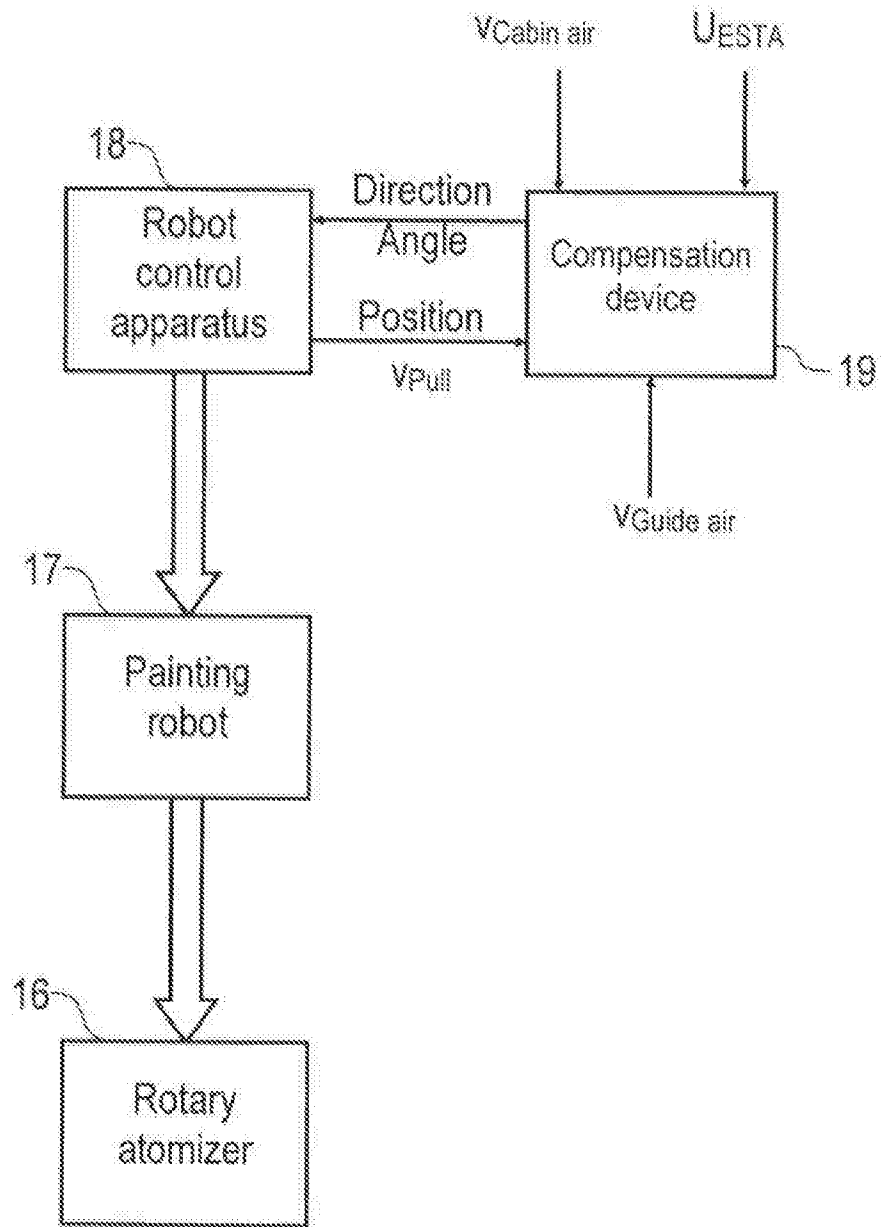 vCabin air
UESTA
18
Robot
control
apparatus
Direction
Angle
Position
vPull
Compensation
device
19
vGuide air
17
Painting
robot
16
Rotary
atomizer